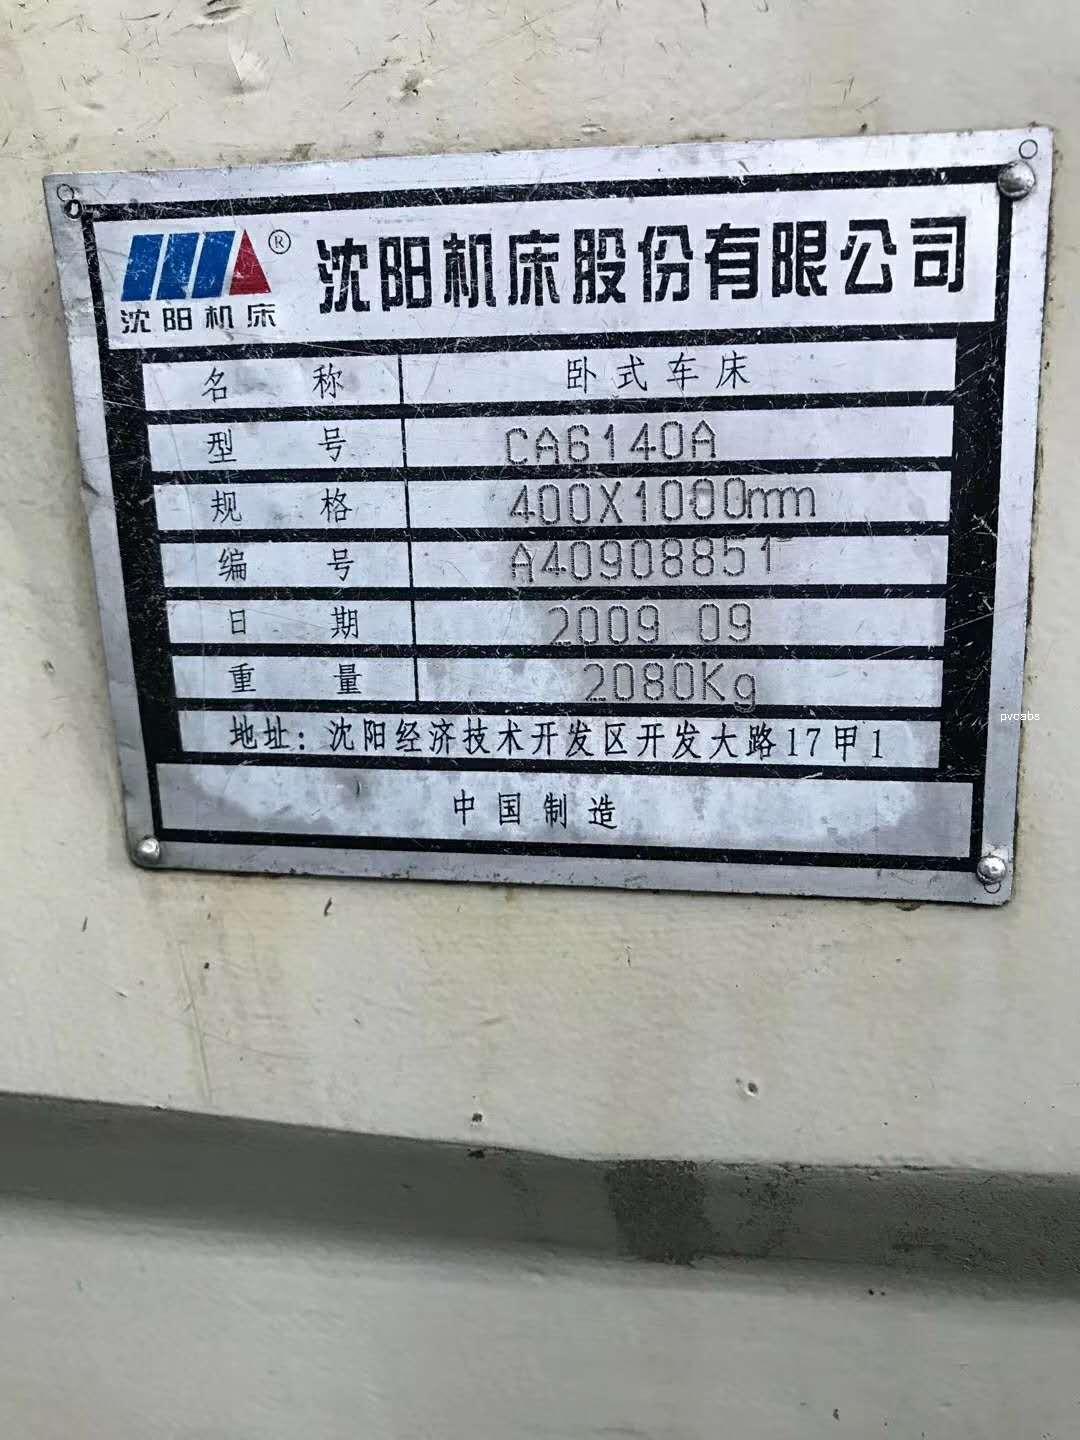 沈阳机床股份有限公司
®
沈阳机床
名称 卧式车床
型号 CA6140A
规格 400X1000mm
编号 A40908851
日期 2009 09
重量 2080Kg
地址：沈阳经济技术开发区开发大路17甲1
中国制造
pvcabs